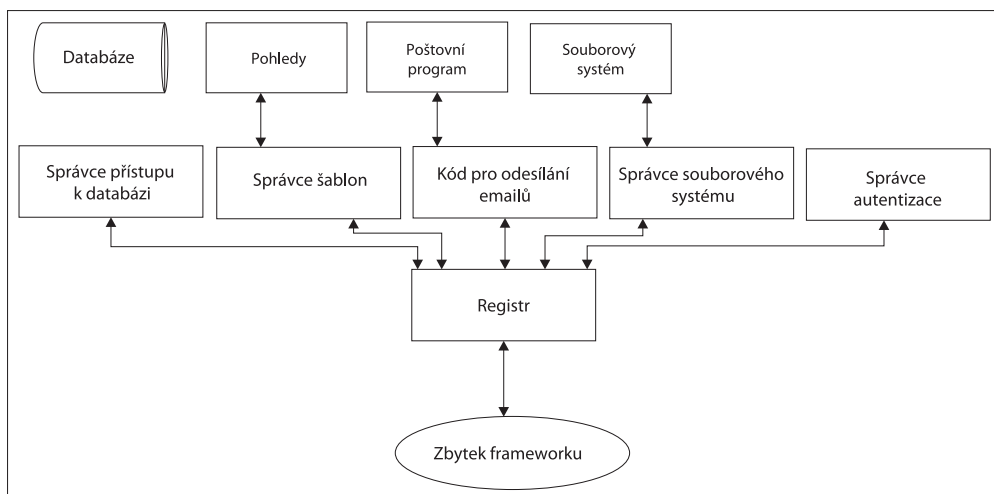 Databáze
Pohledy
Poštovní
program
Souborový
systém
Správce přístupu
k databázi
Správce šablon
Kód pro odesílání
emailů
Správce souborového
systému
Správce
autentizace
Registr
Zbytek frameworku